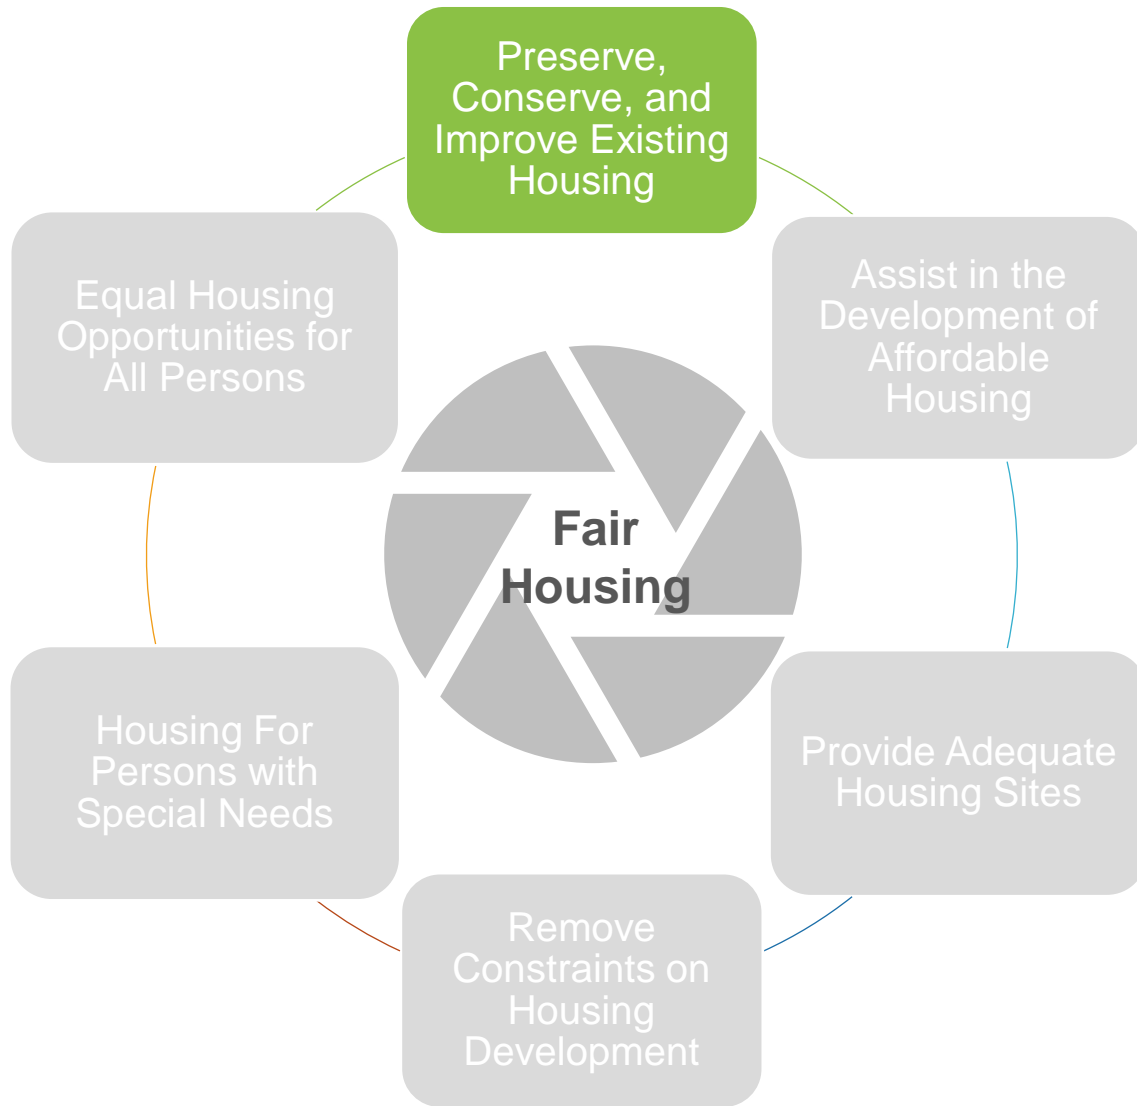 Preserve,
Conserve, and
Improve Existing
Housing
Assist in the
Development of
Affordable
Housing
Provide Adequate
Housing Sites
Remove
Constraints on
Housing
Development
Housing For
Persons with
Special Needs
Equal Housing
Opportunities for
All Persons
Fair
Housing